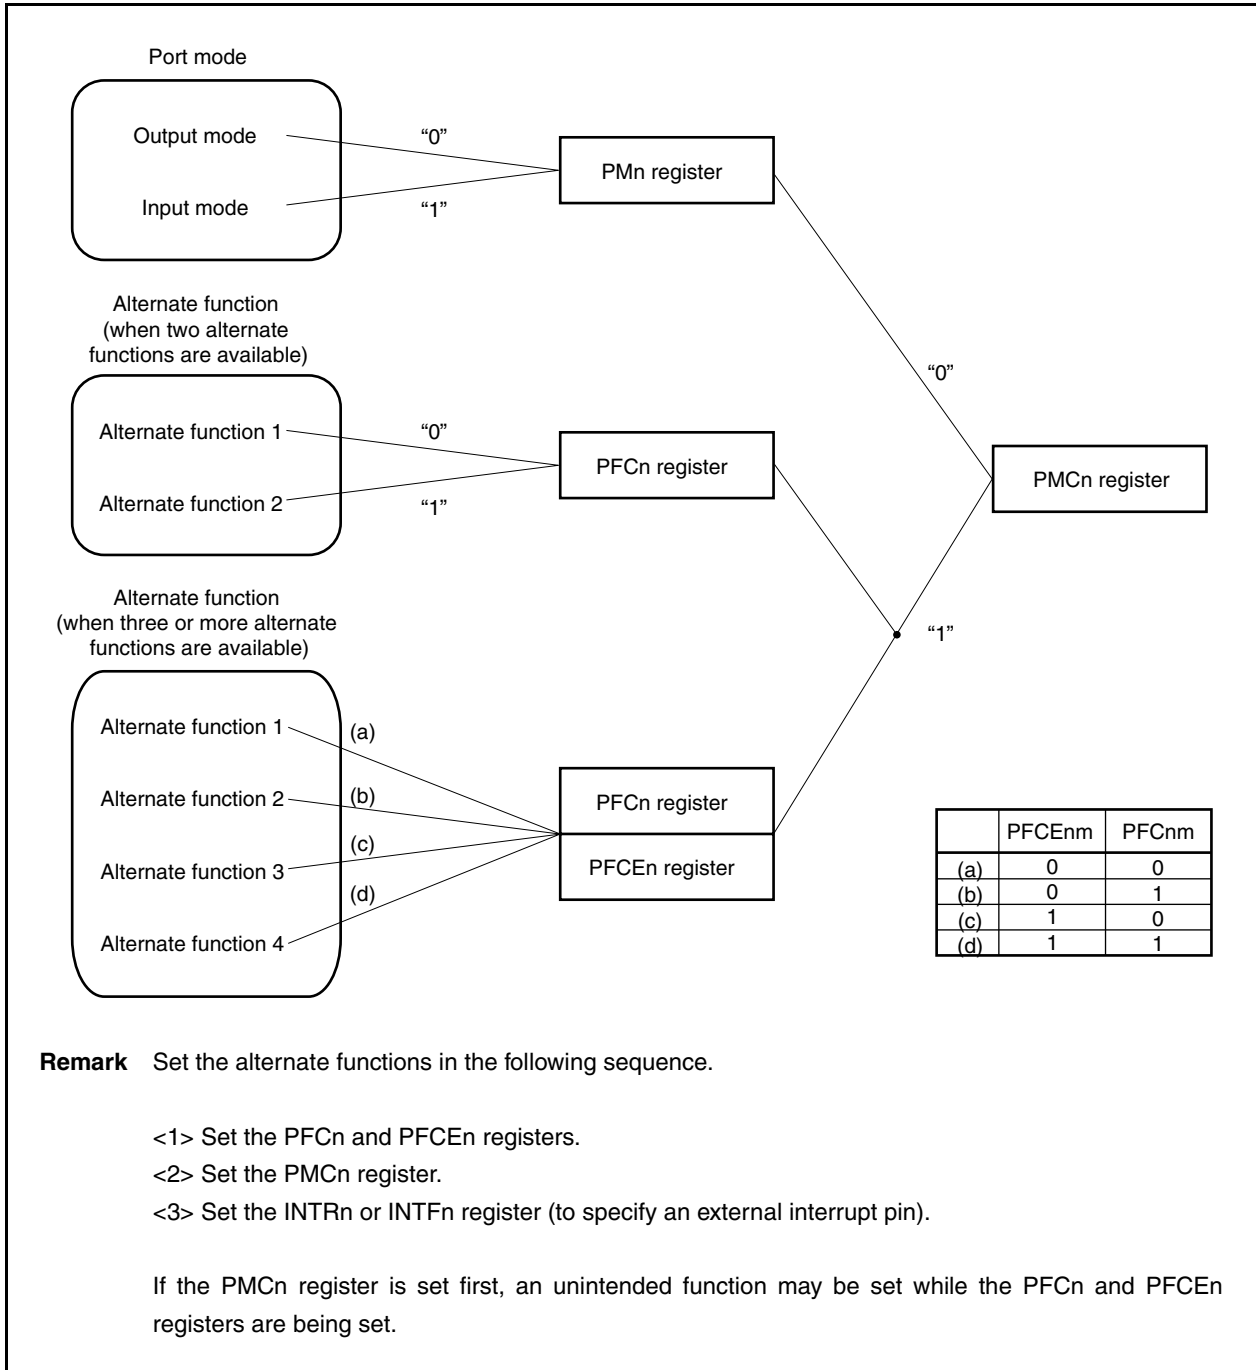 Port mode
Output mode
"0"
PMn register
Input mode
"1"
Alternate function
(when two alternate
functions are available)
"0"
Alternate function 1
"0"
PFCn register
PMCn register
Alternate function 2
"1"
Alternate function
(when three or more alternate
functions are available)
"1"
Alternate function 1
(a)
Alternate function 2
(b)
PFCn register
(c)
Alternate function 3
PFCEn register
(d)
Alternate function 4
PFCEnm PFCnm
(a) 0 0
(b) 0 1
(c) 1 0
(d) 1 1
Remark Set the alternate functions in the following sequence.
<1> Set the PFCn and PFCEn registers.
<2> Set the PMCn register.
<3> Set the INTRn or INTFn register (to specify an external interrupt pin).
If the PMCn register is set first, an unintended function may be set while the PFCn and PFCEn
registers are being set.